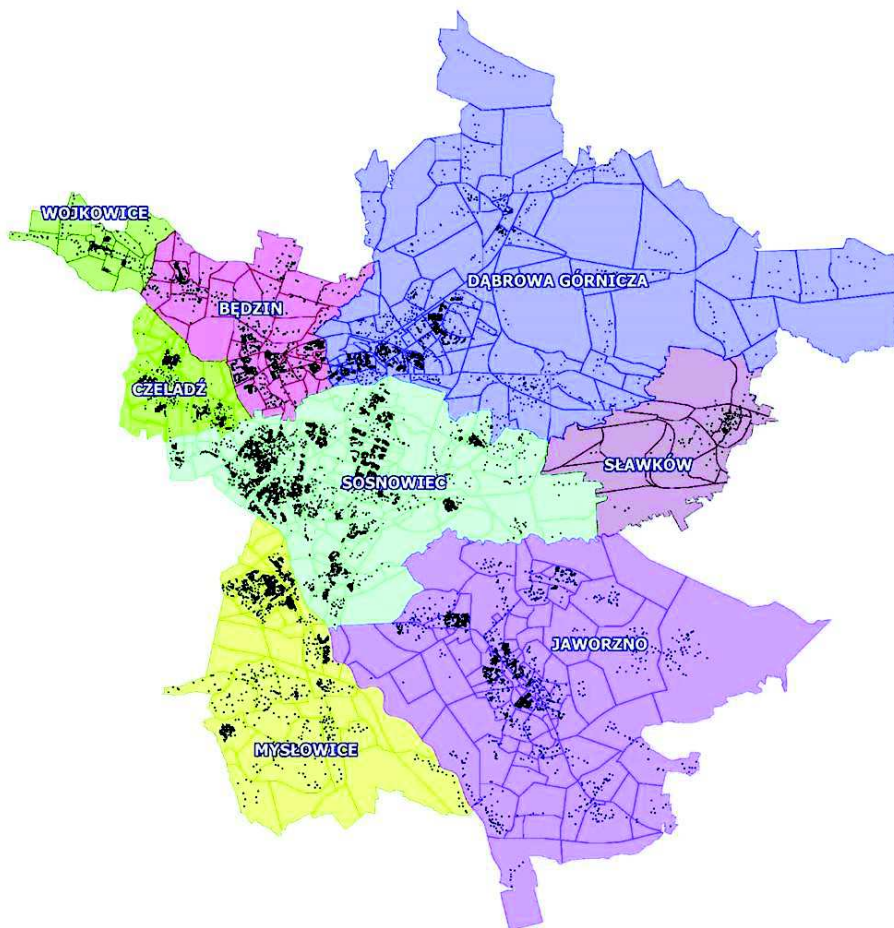 WOJKOWICE
DĄBROWA GÓRNICZA
BĘDZIN
CZELADŹ
SŁAWKÓW
SOSNOWIEC
JAWORZNO
MYSŁOWICE